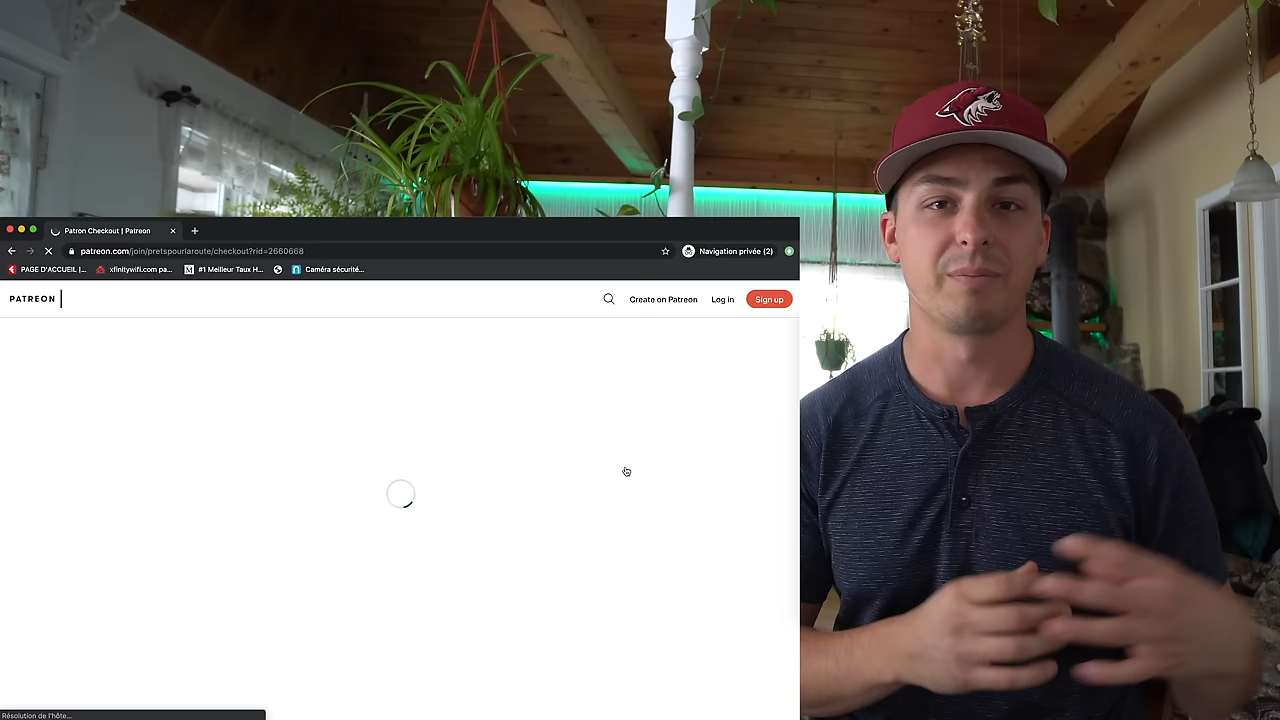 Patron Checkout | Patreon
patreon.com/join/pretspourlaroute/checkout?rid=2660668
Navigation privée (2)
PAGE D'ACCUEIL |...
xfinitywifi.com pa...
#1 Meilleur Taux H...
Caméra sécurité...
PATREON
Create on Patreon
Log in
Sign up
Résolution de l'hôte...